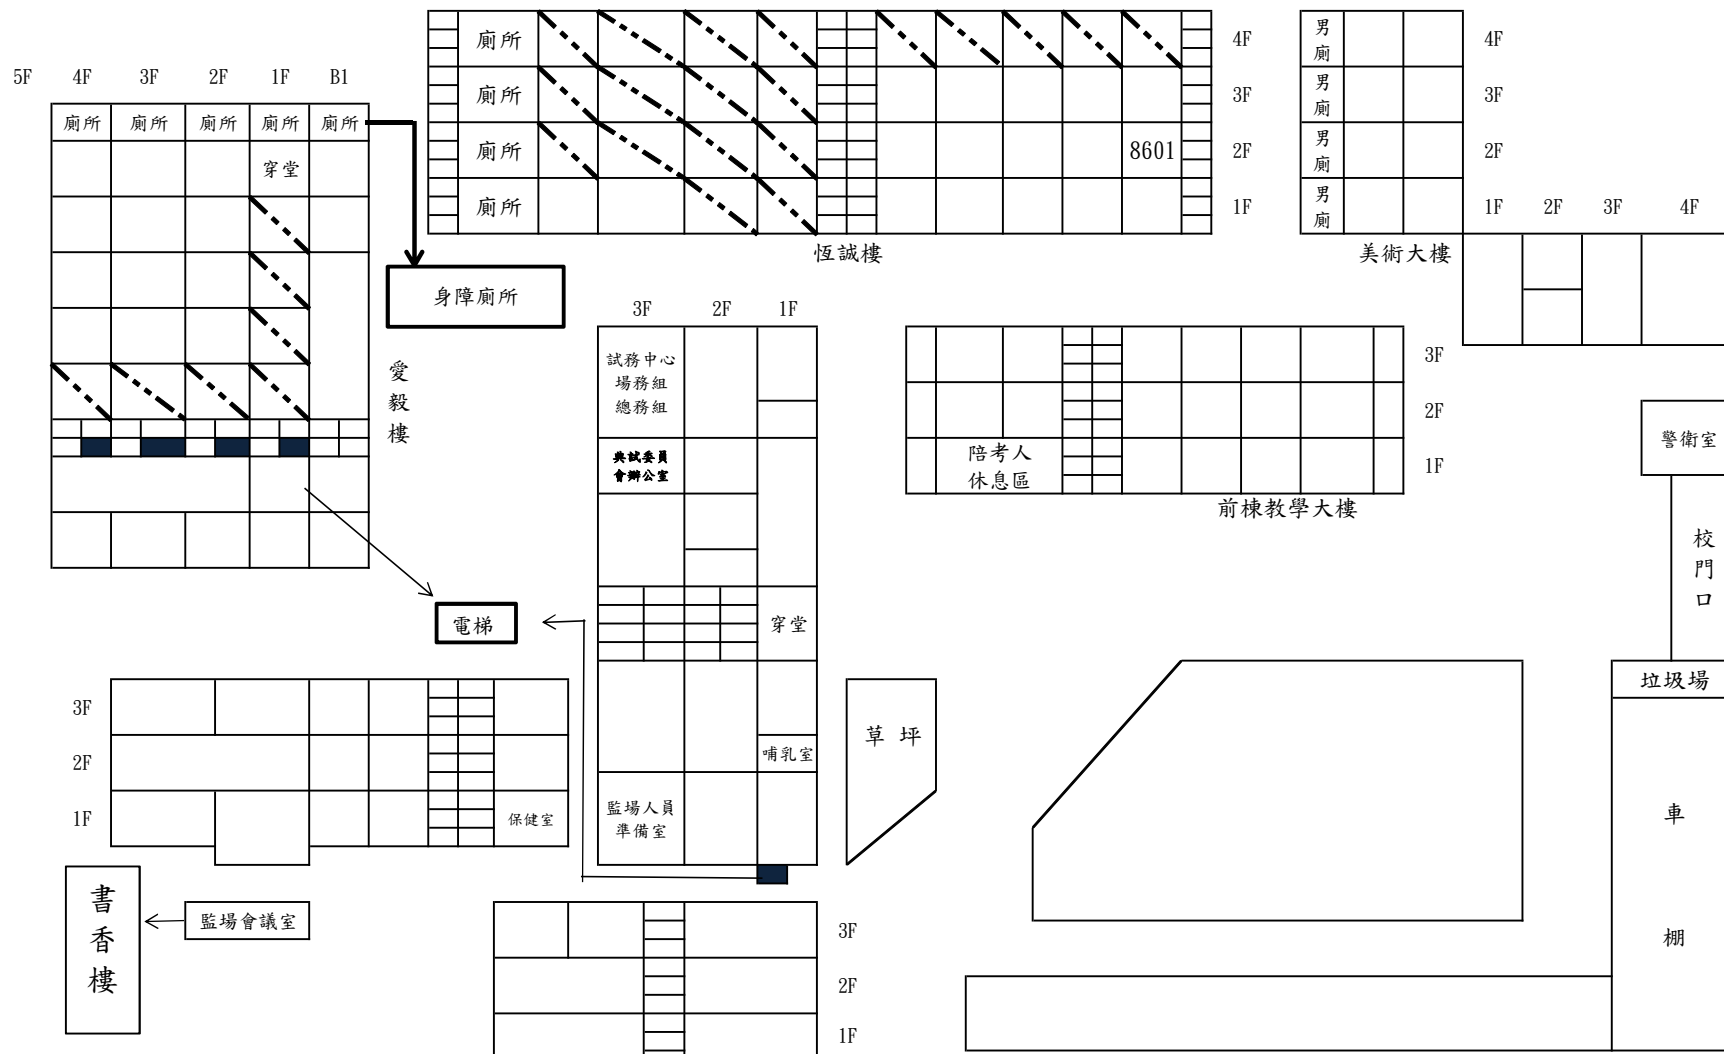 廁所
4F
男廁
4F
5F
4F
3F
2F
1F
B1
廁所
3F
男廁
3F
廁所
廁所
廁所
廁所
廁所
廁所
8601
2F
男廁
2F
穿堂
廁所
1F
男廁
1F
2F
3F
4F
恆誠樓
美術大樓
身障廁所
愛毅樓
3F
2F
1F
試務中心
場務組
總務組
典試委員
會辦公室
3F
2F
陪考人
休息區
1F
前棟教學大樓
警衛室
校門口
電梯
穿堂
垃圾場
3F
2F
1F
保健室
哺乳室
監場人員
準備室
草坪
車棚
書香樓
監場會議室
3F
2F
1F